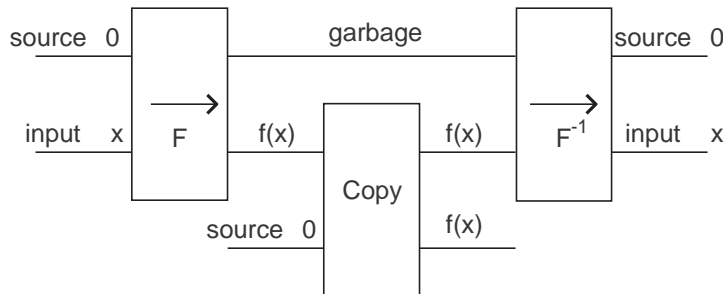 source 0 garbage source 0
input x F f(x) f(x) F-1 input x
Copy
source 0 f(x)